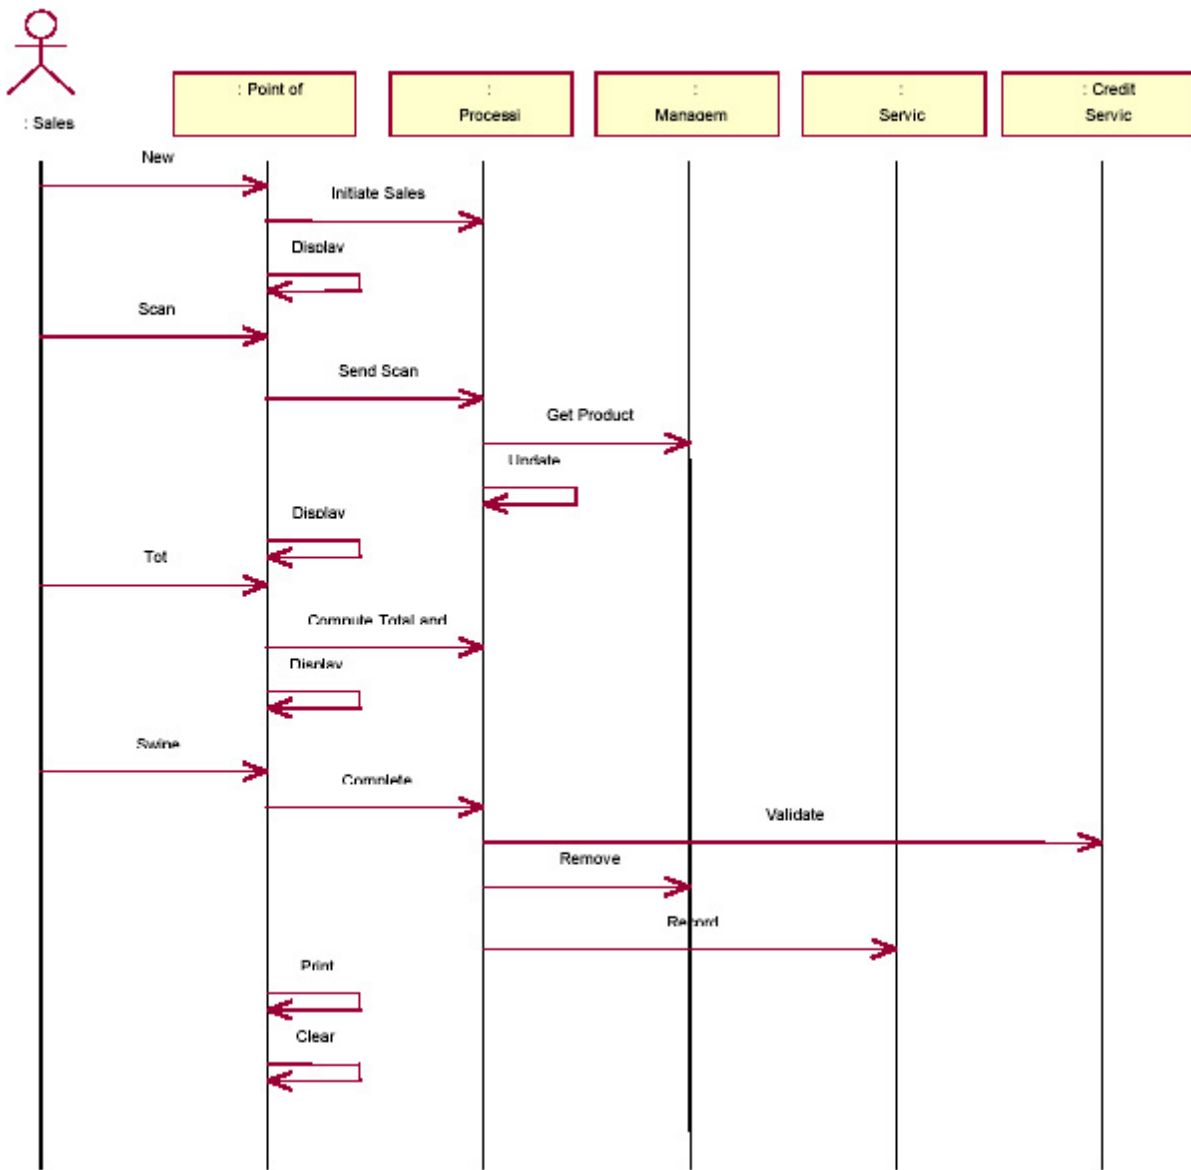 : Sales
: Point of
:
Processi
:
Managem
:
Servic
: Credit
Servic
New
Initiate Sales
Display
Scan
Send Scan
Get Product
Update
Display
Tot
Compute Total and
Display
Swipe
Complete
Validate
Remove
Record
Print
Clear